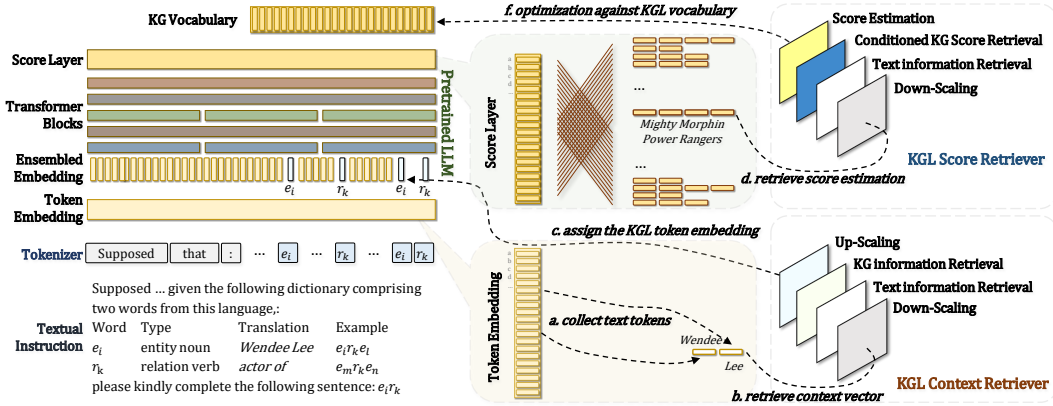 KG Vocabulary
f. optimization against KGL vocabulary
Score Layer
Transformer
Blocks
Ensembled
Embedding
e_i r_k e_i r_k
Token
Embedding
Pretrained LLM
Tokenizer
Supposed that : ... e_i ... r_k ... e_i r_k
Textual
Instruction
Supposed ... given the following dictionary comprising
two words from this language,:
Word Type Translation Example
e_i entity noun Wendee Lee e_i r_k e_l
r_k relation verb actor of e_m r_k e_n
please kindly complete the following sentence: e_i r_k
Score Layer
a
b
c
d
...
...
Mighty Morphin
Power Rangers
...
d. retrieve score estimation
Score Estimation
Conditioned KG Score Retrieval
Text information Retrieval
Down-Scaling
KGL Score Retriever
c. assign the KGL token embedding
Token Embedding
a
b
c
d
...
a. collect text tokens
Wendee
Lee
b. retrieve context vector
Up-Scaling
KG information Retrieval
Text information Retrieval
Down-Scaling
KGL Context Retriever